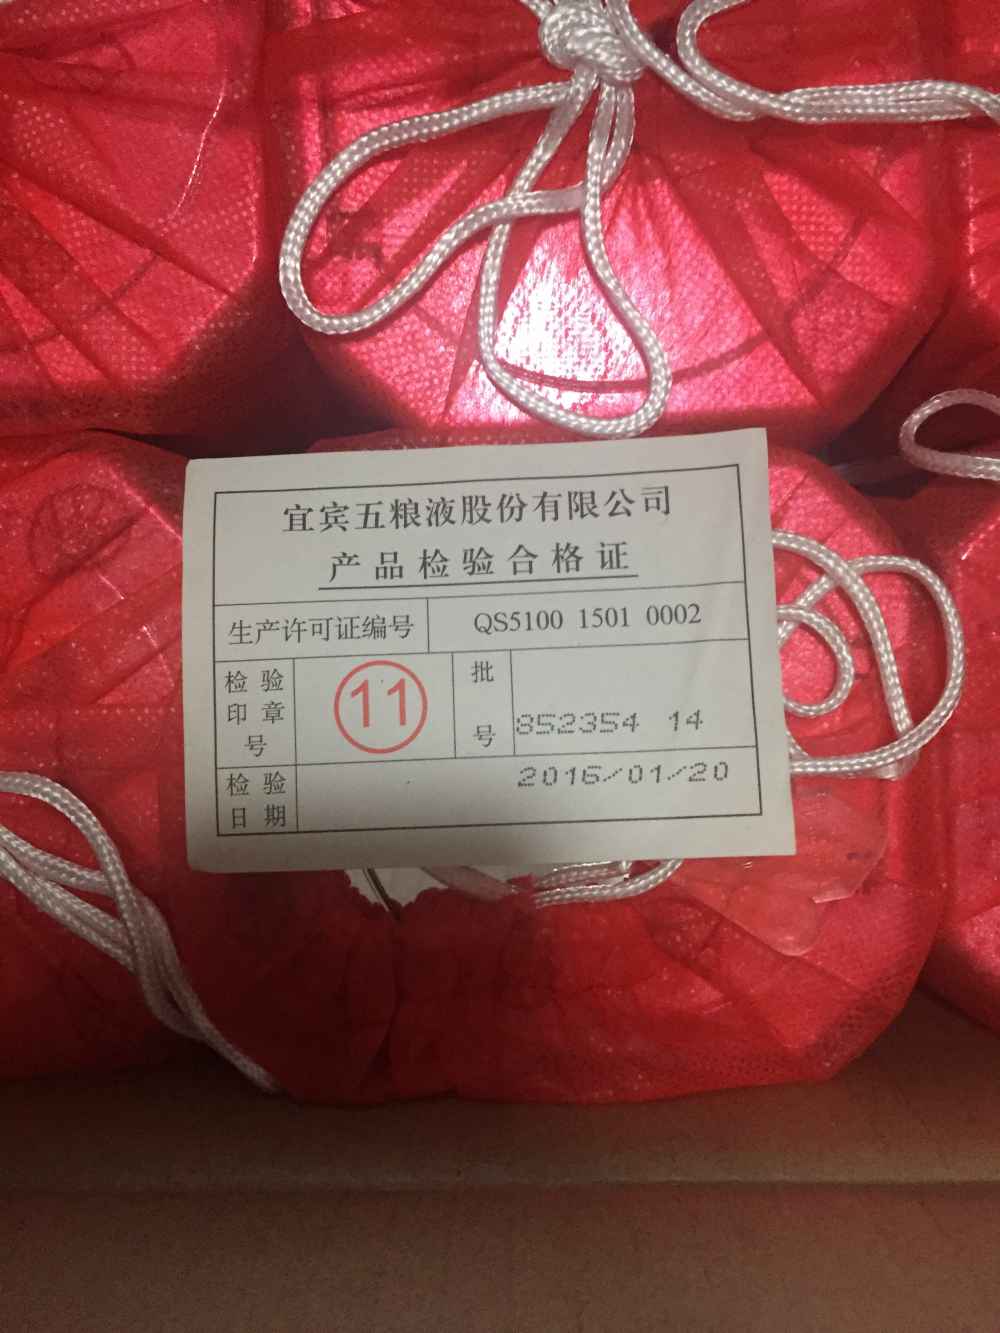 宜宾五粮液股份有限公司
产品检验合格证
生产许可证编号 QS5100 1501 0002
检验印章号 11 批号 852354 14
检验日期 2016/01/20